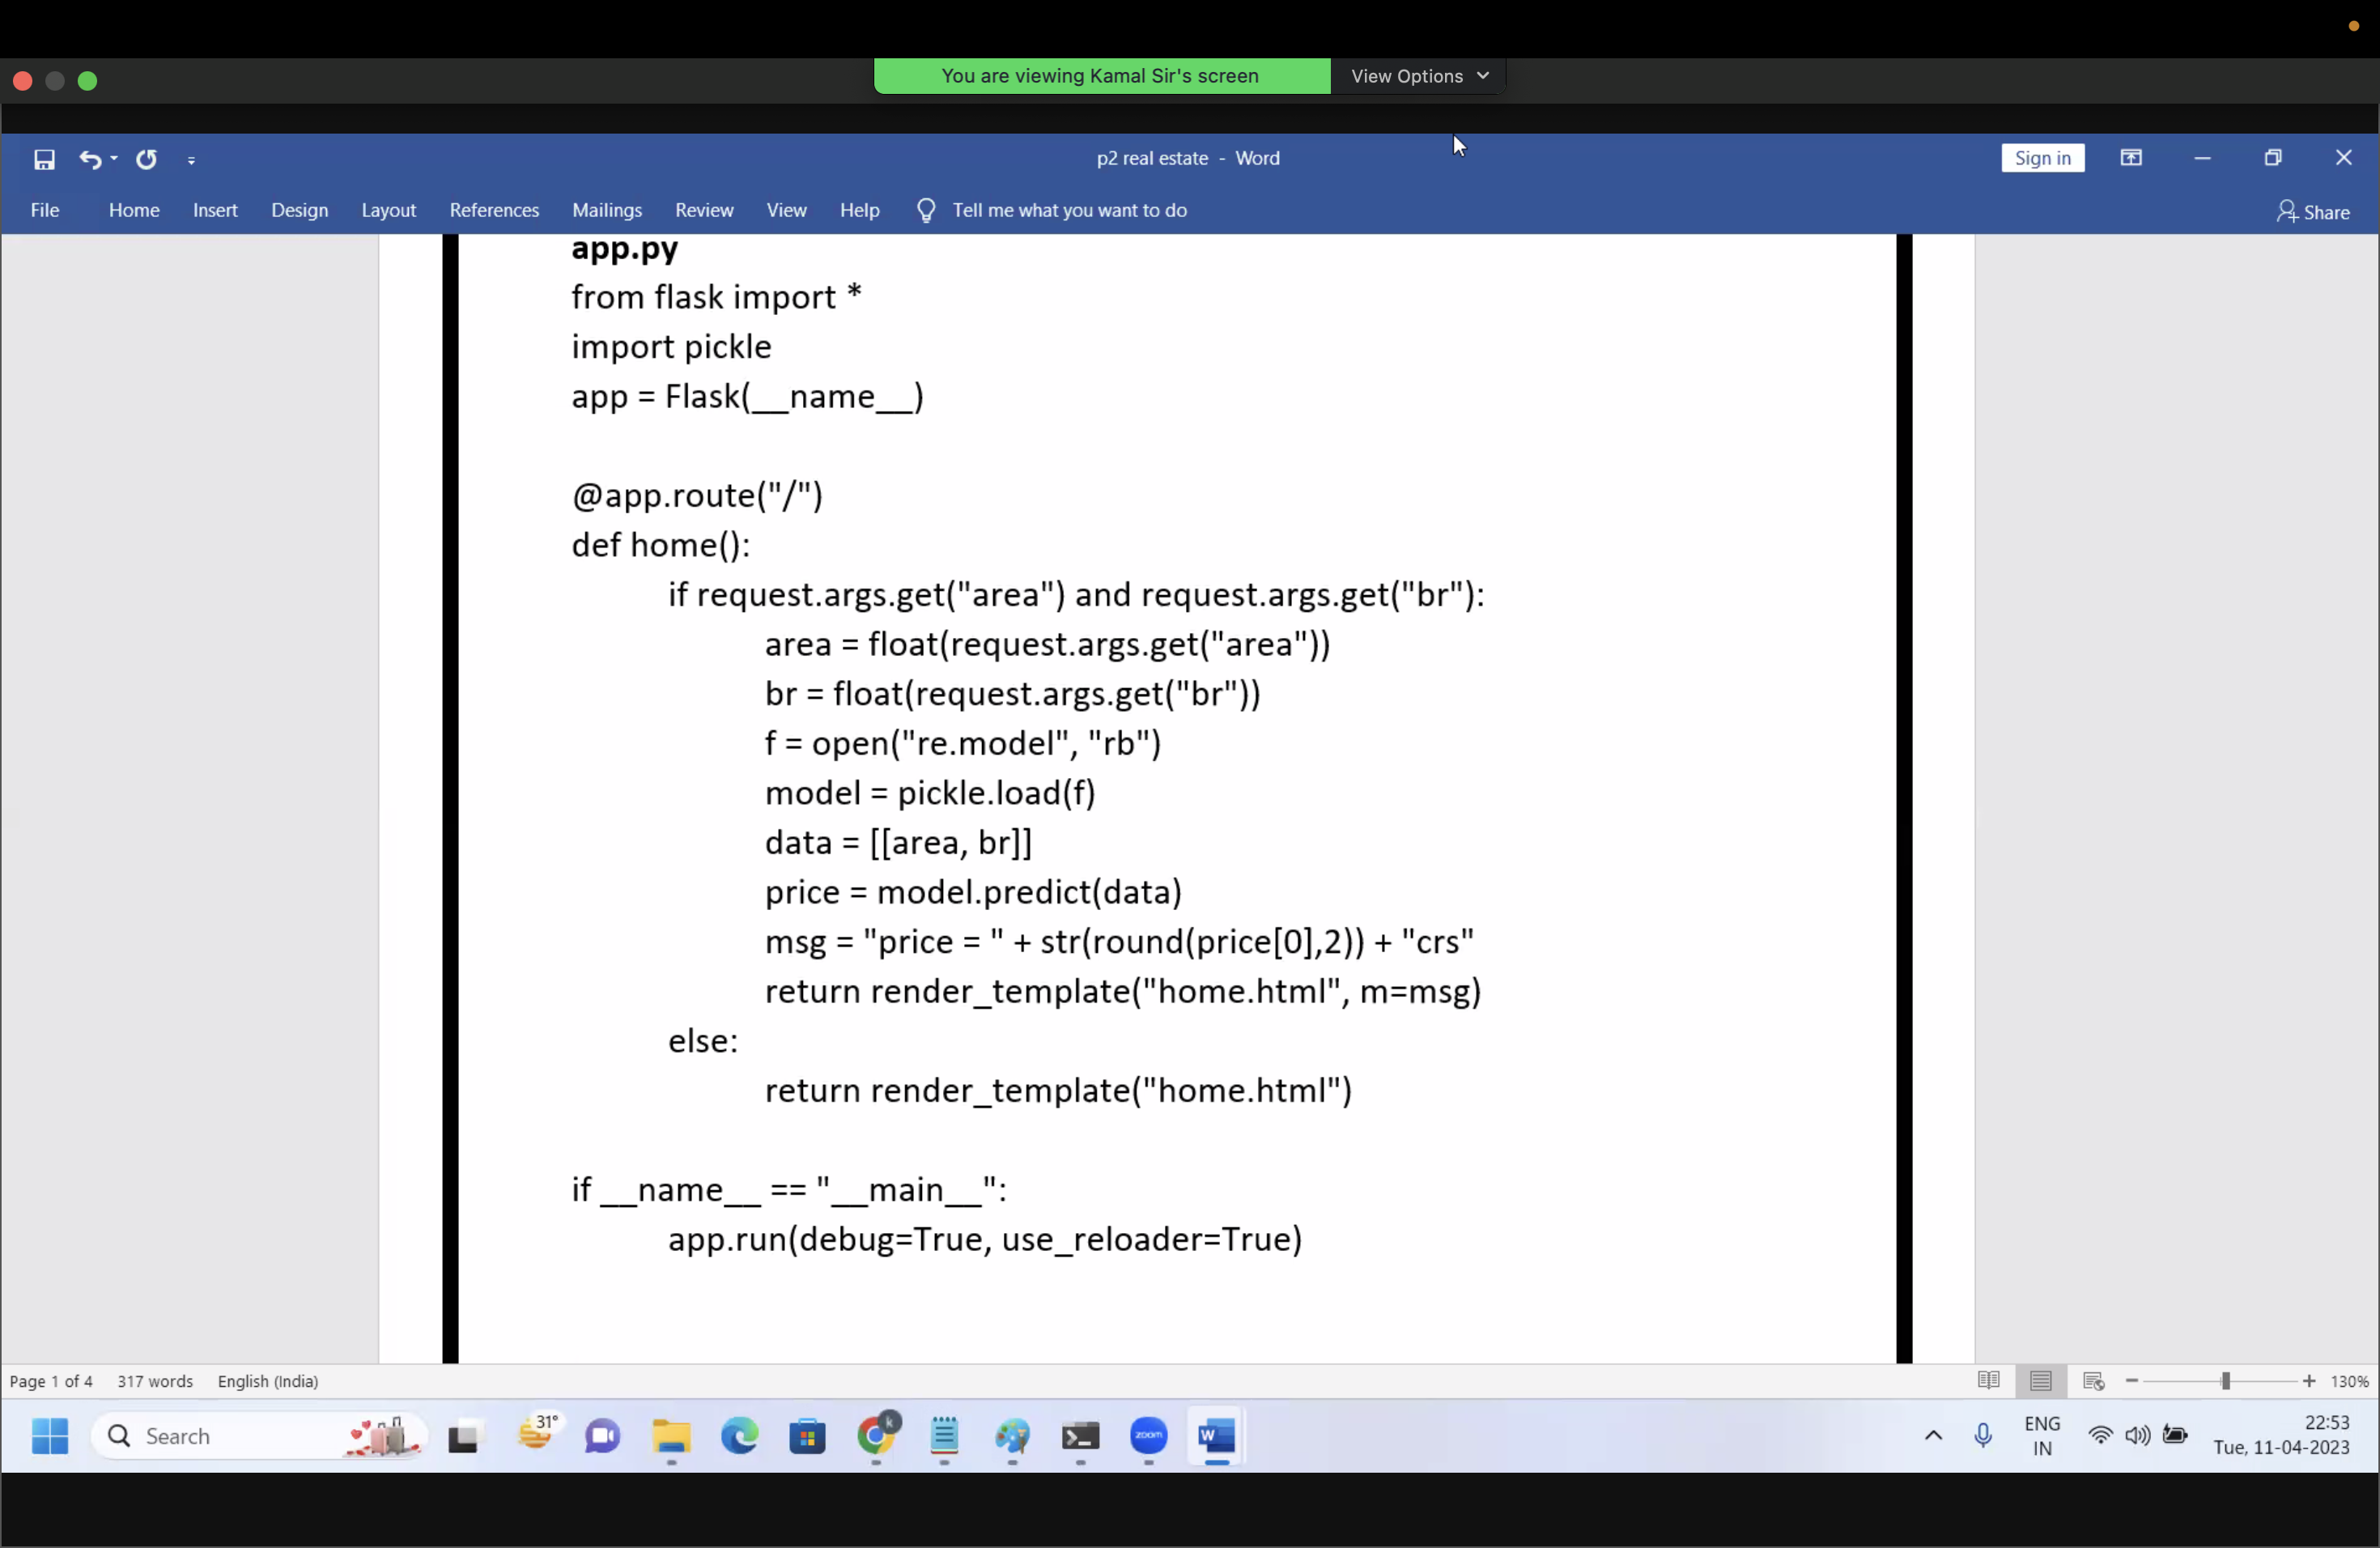 You are viewing Kamal Sir's screen View Options
p2 real estate - Word Sign in
File Home Insert Design Layout References Mailings Review View Help Tell me what you want to do Share
app.py
from flask import *
import pickle
app = Flask(__name__)
@app.route("/")
def home():
if request.args.get("area") and request.args.get("br"):
area = float(request.args.get("area"))
br = float(request.args.get("br"))
f = open("re.model", "rb")
model = pickle.load(f)
data = [[area, br]]
price = model.predict(data)
msg = "price = " + str(round(price[0],2)) + "crs"
return render_template("home.html", m=msg)
else:
return render_template("home.html")
if __name__ == "__main__":
app.run(debug=True, use_reloader=True)
Page 1 of 4 317 words English (India) 130%
Search 31° k zoom W ENG 22:53
IN Tue, 11-04-2023